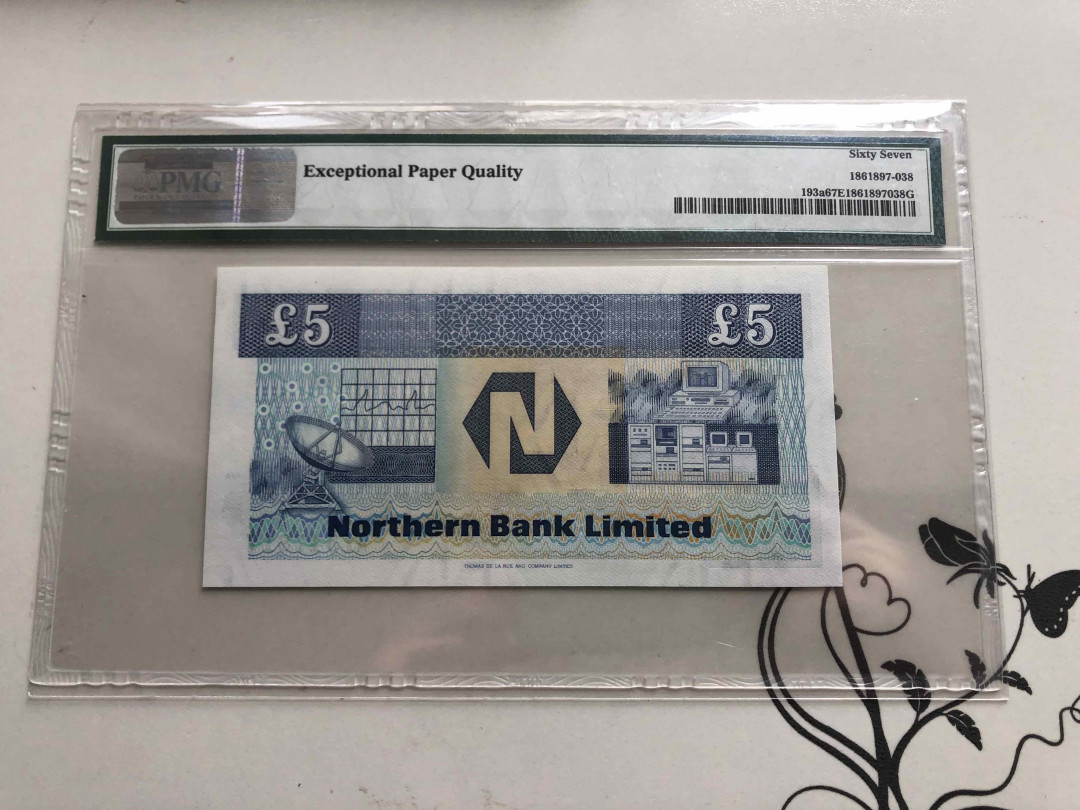 PMG
Exceptional Paper Quality
Sixty Seven
1861897-038
193a67E1861897038G
£5
£5
N
Northern Bank Limited
THOMAS DE LA RUE AND COMPANY LIMITED